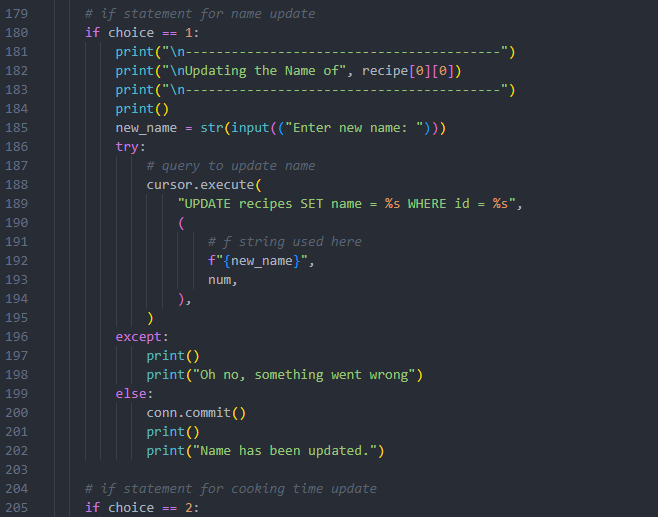 179 # if statement for name update
180 if choice == 1:
181 print("\n-----------------------------------------")
182 print("\nUpdating the Name of", recipe[0][0])
183 print("\n-----------------------------------------")
184 print()
185 new_name = str(input(("Enter new name: ")))
186 try:
187 # query to update name
188 cursor.execute(
189 "UPDATE recipes SET name = %s WHERE id = %s",
190 (
191 # f string used here
192 f"{new_name}",
193 num,
194 ),
195 )
196 except:
197 print()
198 print("Oh no, something went wrong")
199 else:
200 conn.commit()
201 print()
202 print("Name has been updated.")
203
204 # if statement for cooking time update
205 if choice == 2: